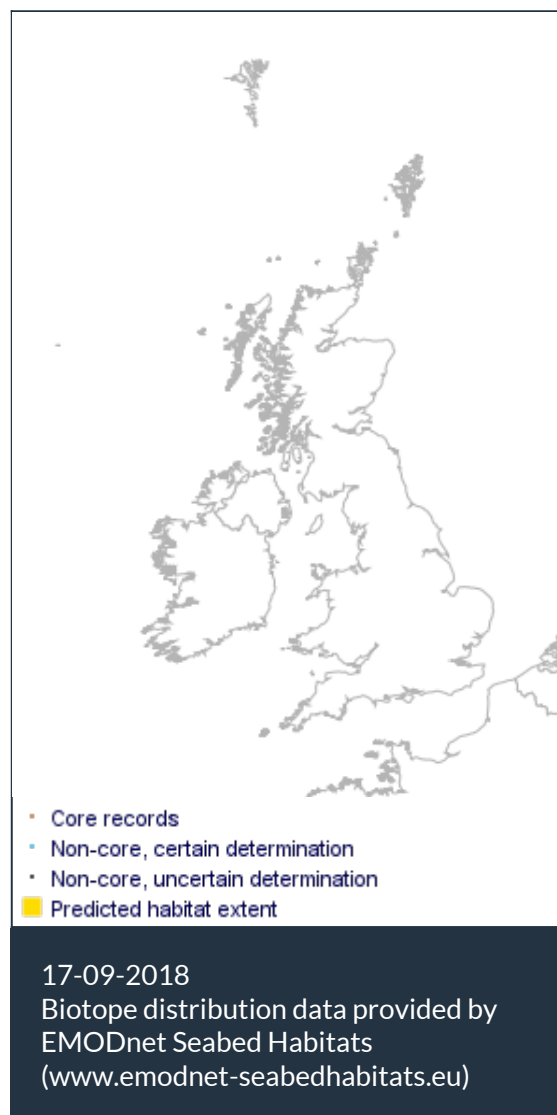 Core records
Non-core, certain determination
Non-core, uncertain determination
Predicted habitat extent
17-09-2018
Biotope distribution data provided by
EMODnet Seabed Habitats
(www.emodnet-seabedhabitats.eu)